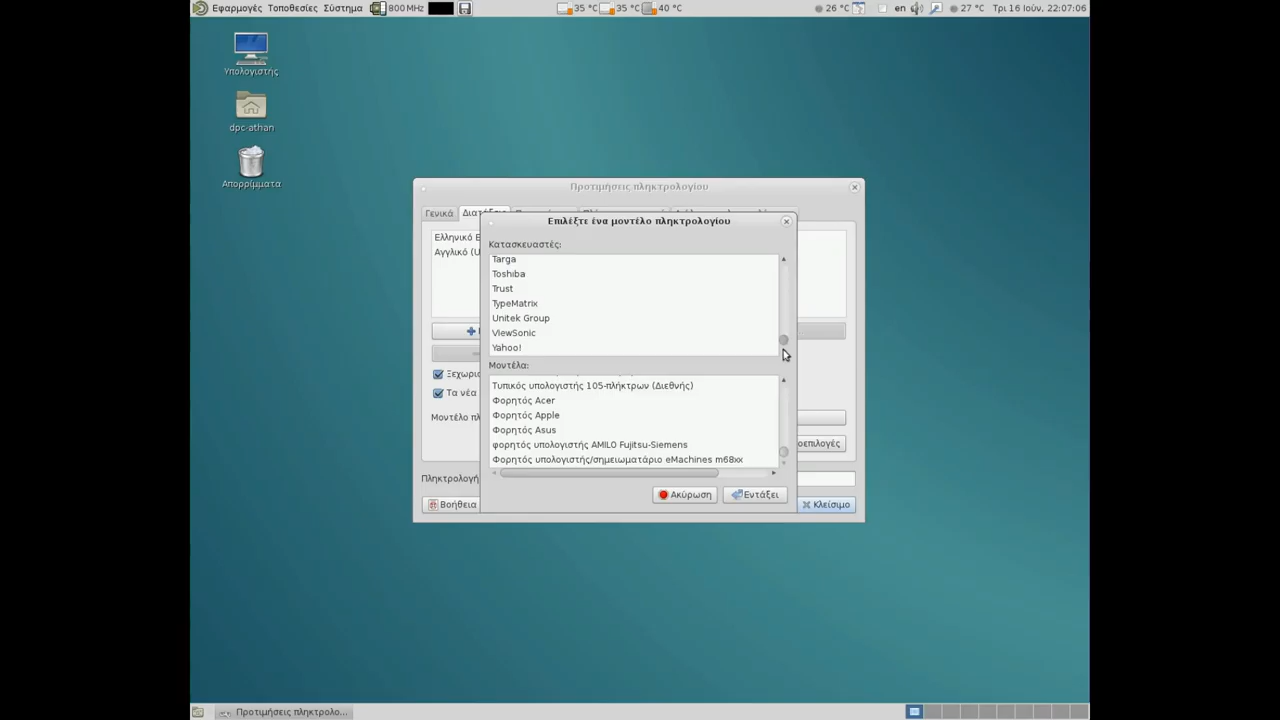 Εφαρμογές Τοποθεσίες Σύστημα 800 MHz 35 °C 35 °C 40 °C 26 °C en 27 °C Τρι 16 Ιούν, 22:07:06
Υπολογιστής
dpc-athan
Απορρίμματα
Προτιμήσεις πληκτρολογίου
Γενικά
Επιλέξτε ένα μοντέλο πληκτρολογίου
Ελληνικό
Αγγλικό (U
Κατασκευαστές:
Targa
Toshiba
Trust
TypeMatrix
Unitek Group
ViewSonic
Yahoo!
Ξεχωρι
Τα νέα
Μοντέλο
Μοντέλα:
Τυπικός υπολογιστής 105-πλήκτρων (Διεθνής)
Φορητός Acer
Φορητός Apple
Φορητός Asus
φορητός υπολογιστής AMILO Fujitsu-Siemens
Φορητός υπολογιστής/σημειωματάριο eMachines m68xx
οεπιλογές
Πληκτρολογή
Ακύρωση Εντάξει
Βοήθεια Κλείσιμο
Προτιμήσεις πληκτρολο...